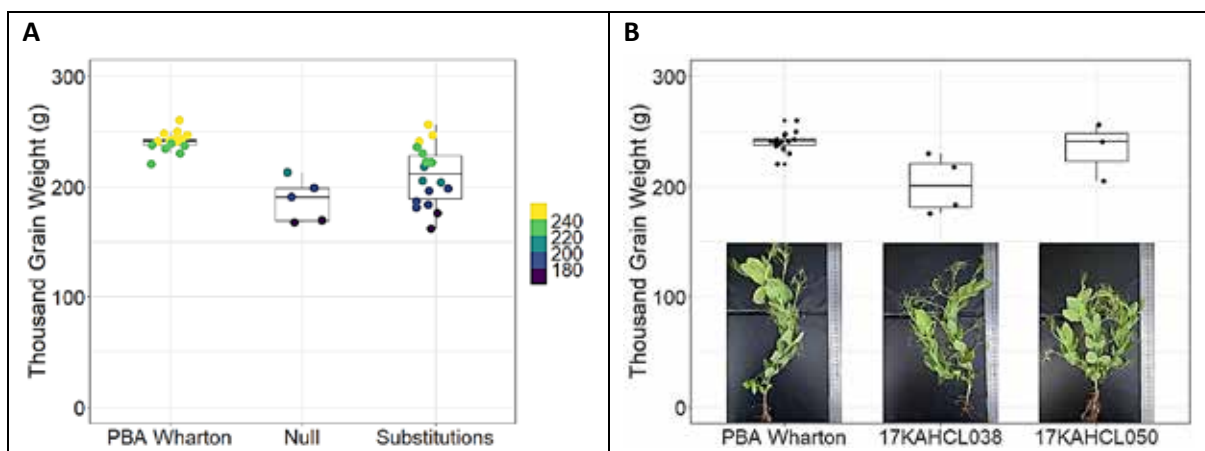 A
Thousand Grain Weight (g)
300
200
100
0
PBA Wharton Null Substitutions
240
220
200
180
B
Thousand Grain Weight (g)
300
200
100
0
PBA Wharton 17KAHCL038 17KAHCL050